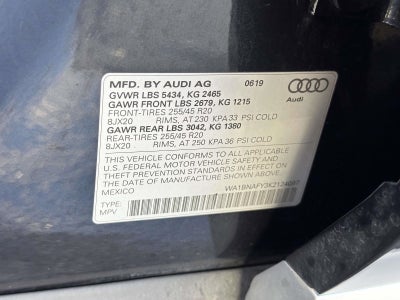 MFD. BY AUDI AG 0619
GVWR LBS 5434, KG 2465
GAWR FRONT LBS 2679, KG 1215
FRONT-TIRES 255/45 R20
8JX20 RIMS, AT 230 KPA 33 PSI COLD
GAWR REAR LBS 3042, KG 1380
REAR-TIRES 255/45 R20
8JX20 RIMS, AT 250 KPA 36 PSI COLD
Audi
THIS VEHICLE CONFORMS TO ALL APPLICABLE
U.S. FEDERAL MOTOR VEHICLE SAFETY AND
THEFT PREVENTION STANDARDS IN EFFECT ON
THE DATE OF MANUFACTURE SHOWN ABOVE.
MEXICO
TYPE:
MPV